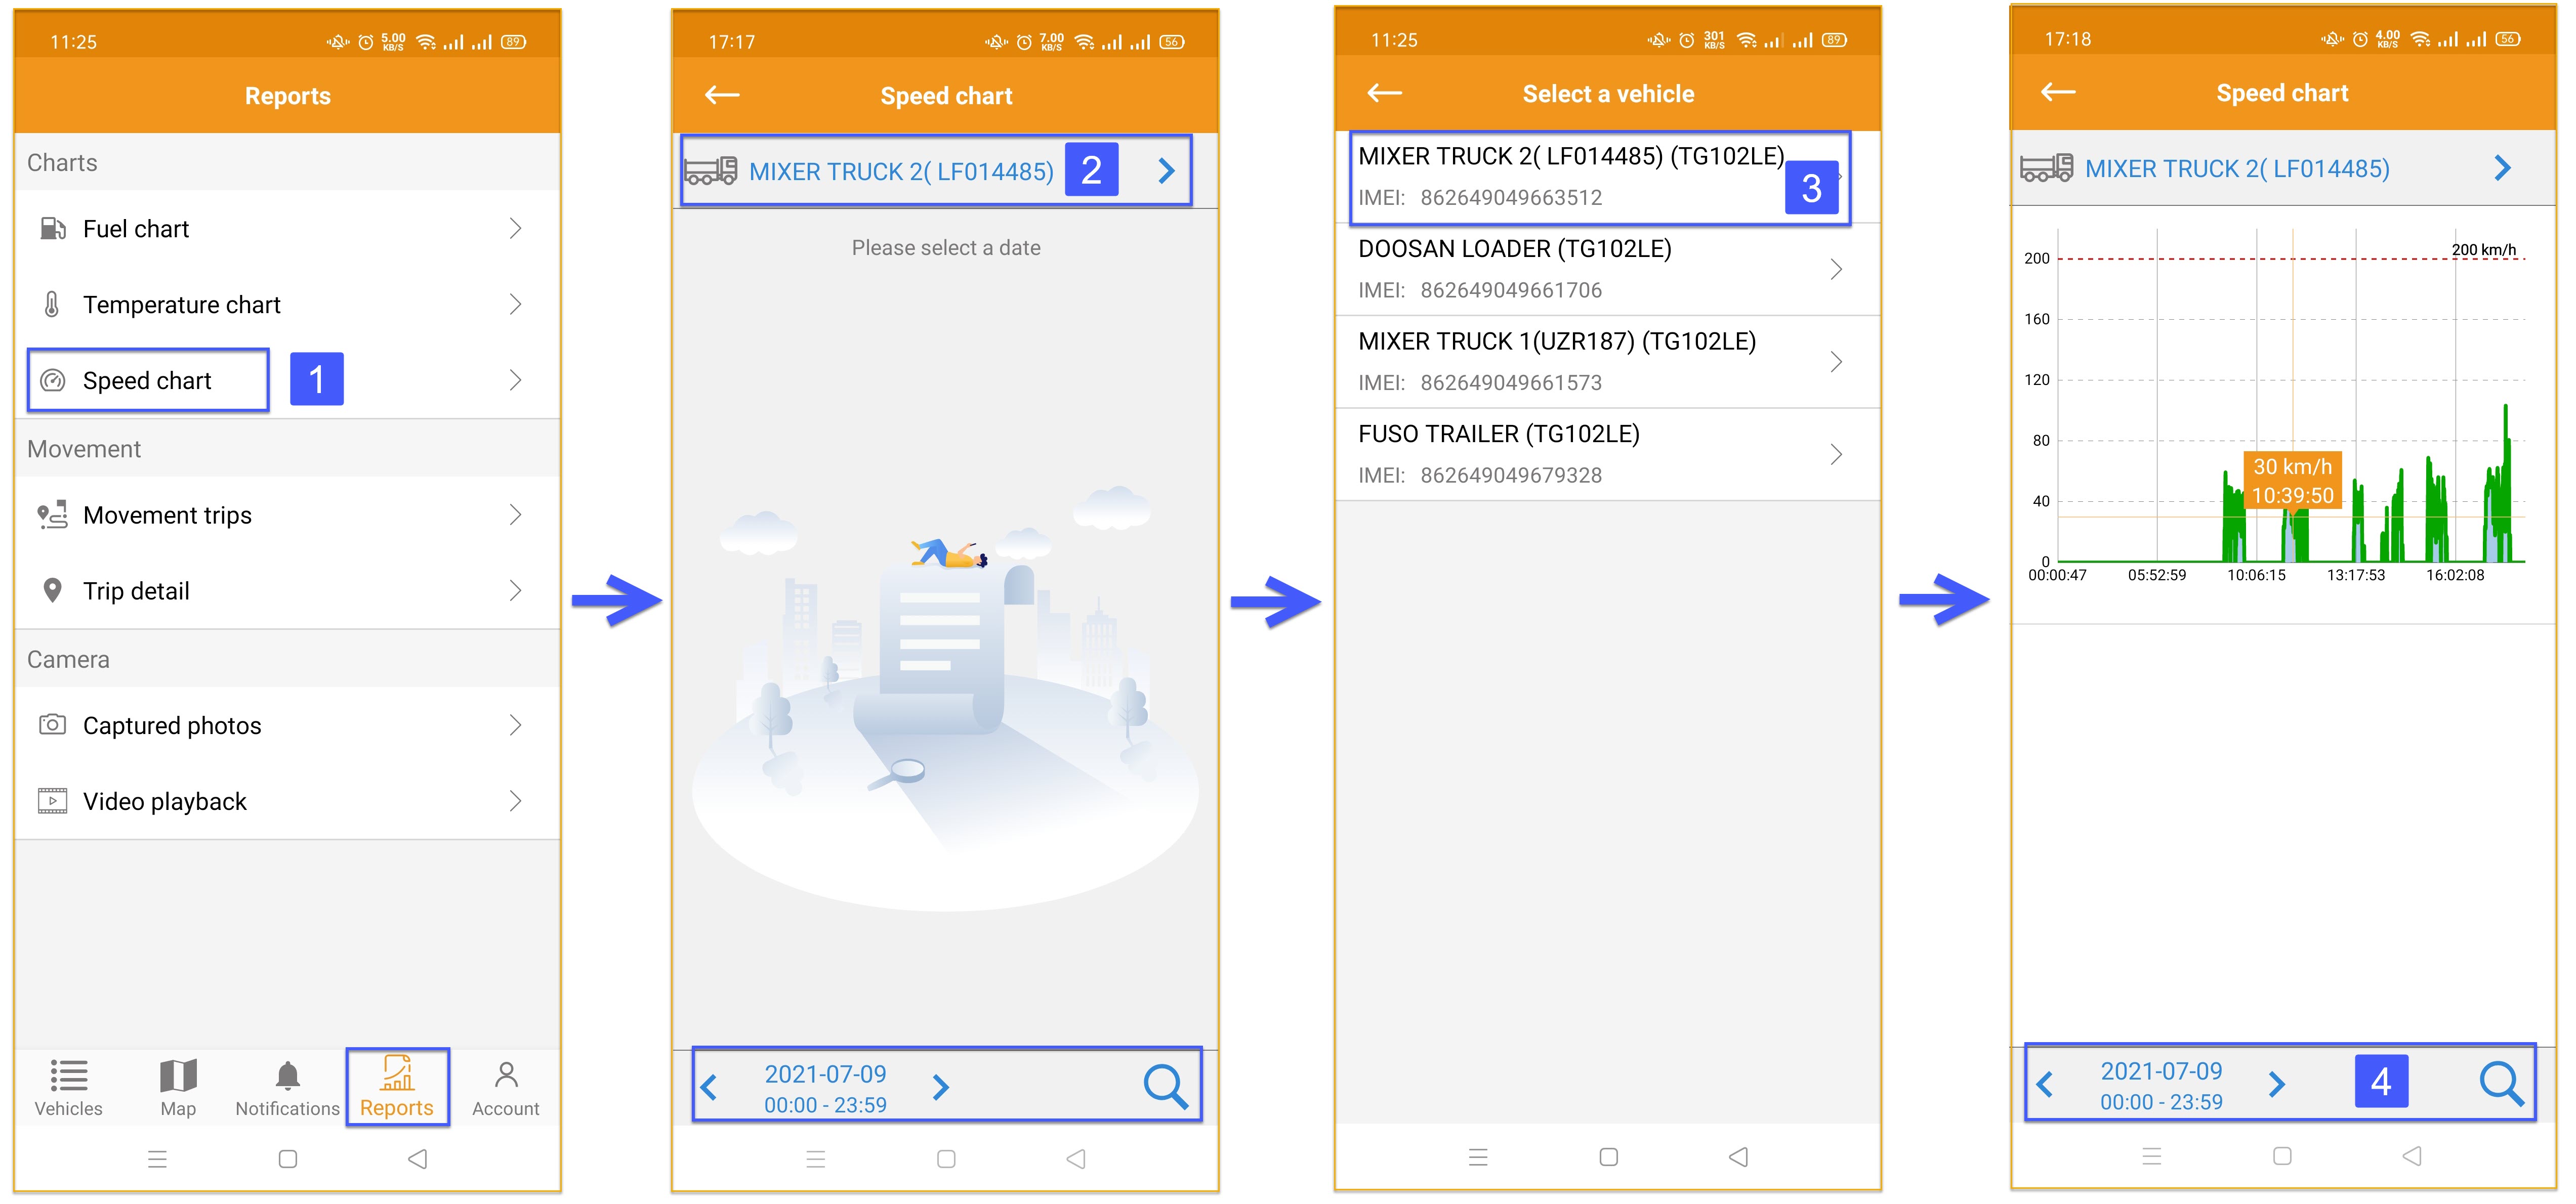 11:25
5.00
KB/S
89
Reports
Charts
Fuel chart
Temperature chart
Speed chart
1
Movement
Movement trips
Trip detail
Camera
Captured photos
Video playback
Vehicles
Map
Notifications
Reports
Account
17:17
7.00
KB/S
56
Speed chart
MIXER TRUCK 2( LF014485)
2
Please select a date
2021-07-09
00:00 - 23:59
11:25
301
KB/S
89
Select a vehicle
MIXER TRUCK 2( LF014485) (TG102LE)
IMEI: 862649049663512
3
DOOSAN LOADER (TG102LE)
IMEI: 862649049661706
MIXER TRUCK 1(UZR187) (TG102LE)
IMEI: 862649049661573
FUSO TRAILER (TG102LE)
IMEI: 862649049679328
17:18
4.00
KB/S
56
Speed chart
MIXER TRUCK 2( LF014485)
200 km/h
200
160
120
80
40
0
30 km/h
10:39:50
00:00:47 05:52:59 10:06:15 13:17:53 16:02:08
2021-07-09
00:00 - 23:59
4